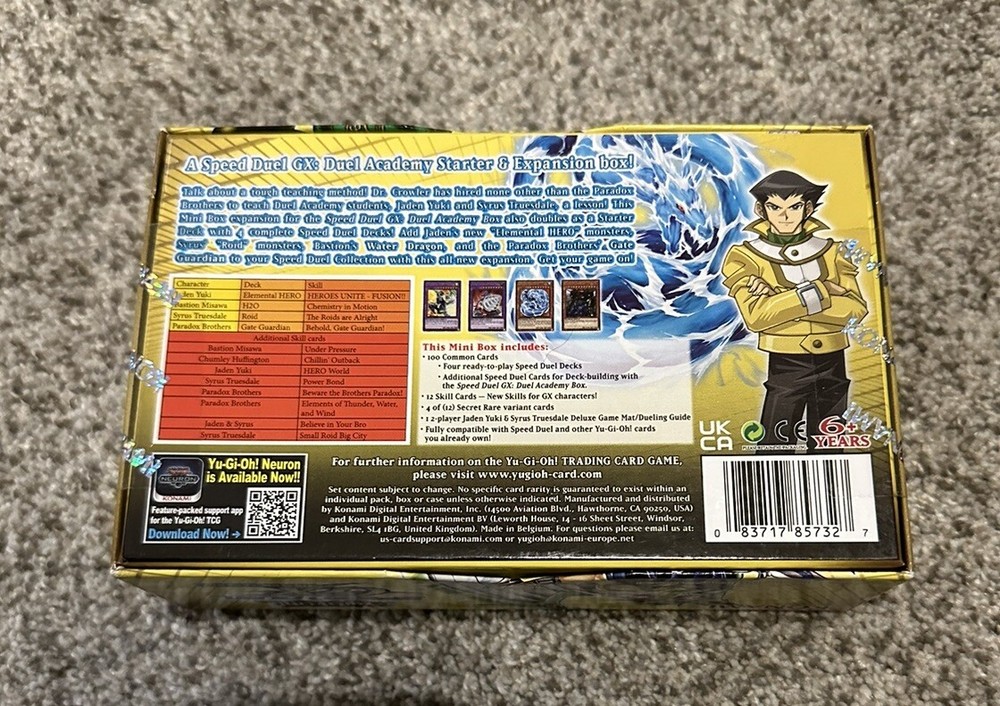 A Speed Duel GX: Duel Academy Starter & Expansion box!
Talk about a tough teaching method! Dr. Crowler has hired none other than the Paradox
Brothers to teach Duel Academy students, Jaden Yuki and Syrus Truesdale, a lesson! This
Mini Box expansion for the Speed Duel GX: Duel Academy Box also doubles as a Starter
Deck with 4 complete Speed Duel Decks! Add Jaden's new "Elemental HERO" monsters,
Syrus' "Roid" monsters, Bastion's Water Dragon, and the Paradox Brothers' Gate
Guardian to your Speed Duel Collection with this all new expansion. Get your game on!
Character Deck Skill
Jaden Yuki Elemental HERO HEROES UNITE - FUSION!!
Bastion Misawa H2O Chemistry in Motion
Syrus Truesdale Roid The Roids are Alright
Paradox Brothers Gate Guardian Behold, Gate Guardian!
Additional Skill cards
Bastion Misawa Under Pressure
Chumley Huffington Chillin' Outback
Jaden Yuki HERO World
Syrus Truesdale Power Bond
Paradox Brothers Beware the Brothers Paradox!
Paradox Brothers Elements of Thunder, Water,
and Wind
Jaden & Syrus Believe in Your Bro
Syrus Truesdale Small Roid Big City
This Mini Box includes:
• 100 Common Cards
• Four ready-to-play Speed Duel Decks
• Additional Speed Duel Cards for Deck-building with
the Speed Duel GX: Duel Academy Box.
• 12 Skill Cards — New Skills for GX characters!
• 4 of (12) Secret Rare variant cards
• 1 2-player Jaden Yuki & Syrus Truesdale Deluxe Game Mat/Dueling Guide
• Fully compatible with Speed Duel and other Yu-Gi-Oh! cards
you already own!
UK
CA
CE
6+
YEARS
NEURON
KONAMI
Yu-Gi-Oh! Neuron
is Available Now!!
Feature-packed support app
for the Yu-Gi-Oh! TCG
Download Now! →
For further information on the Yu-Gi-Oh! TRADING CARD GAME,
please visit www.yugioh-card.com
Set content subject to change. No specific card rarity is guaranteed to exist within an
individual pack, box or case unless otherwise indicated. Manufactured and distributed
by Konami Digital Entertainment, Inc. (14500 Aviation Blvd., Hawthorne, CA 90250, USA)
and Konami Digital Entertainment BV (Leworth House, 14 - 16 Sheet Street, Windsor,
Berkshire, SL4 1BG, United Kingdom). Made in Belgium. For questions please email us at:
us-cardsupport@konami.com or yugioh@konami-europe.net
0 83717 85732 7